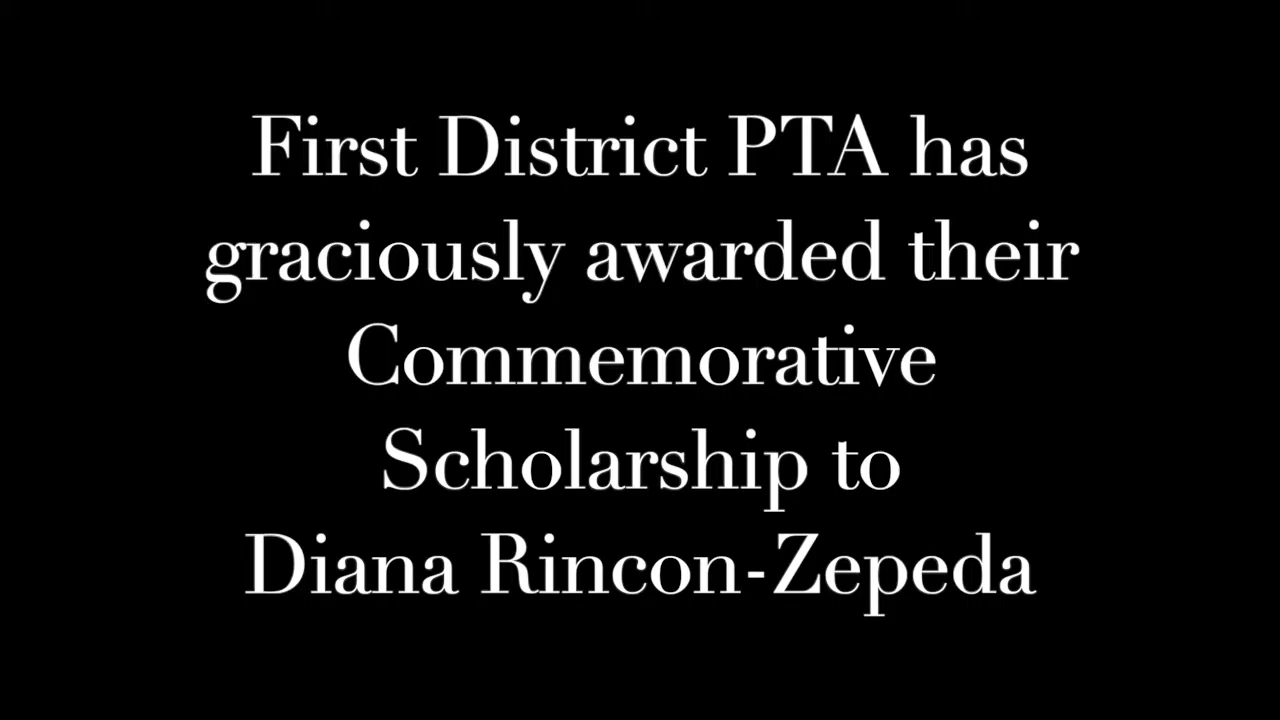 First District PTA has
graciously awarded their
Commemorative
Scholarship to
Diana Rincon-Zepeda